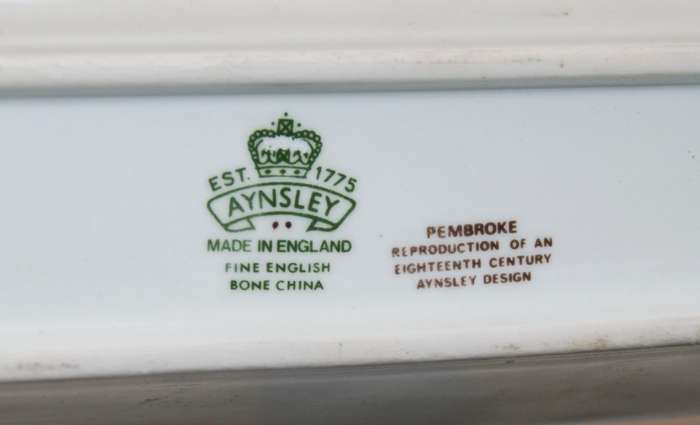 EST. 1775
AYNSLEY
MADE IN ENGLAND
FINE ENGLISH
BONE CHINA
PEMBROKE
REPRODUCTION OF AN
EIGHTEENTH CENTURY
AYNSLEY DESIGN